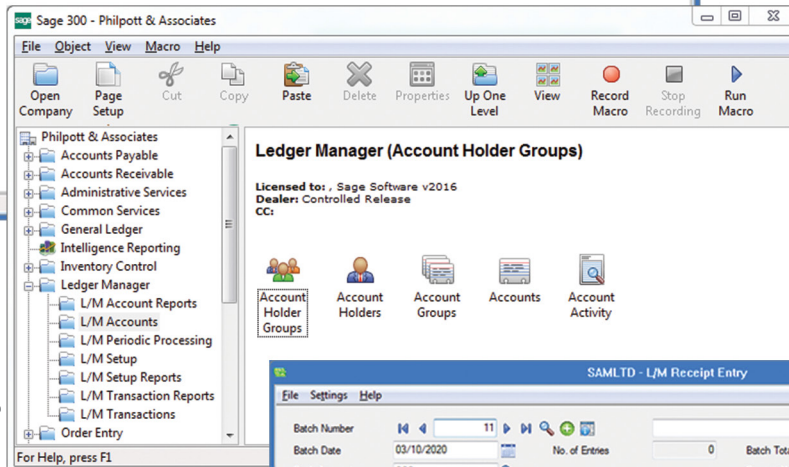 sage Sage 300 - Philpott & Associates
File Object View Macro Help
Open Company
Page Setup
Cut
Copy
Paste
Delete
Properties
Up One Level
View
Record Macro
Stop Recording
Run Macro
Philpott & Associates
Accounts Payable
Accounts Receivable
Administrative Services
Common Services
General Ledger
Intelligence Reporting
Inventory Control
Ledger Manager
L/M Account Reports
L/M Accounts
L/M Periodic Processing
L/M Setup
L/M Setup Reports
L/M Transaction Reports
L/M Transactions
Order Entry
For Help, press F1
Ledger Manager (Account Holder Groups)
Licensed to: , Sage Software v2016
Dealer: Controlled Release
CC:
Account Holder Groups
Account Holders
Account Groups
Accounts
Account Activity
SAMLTD - L/M Receipt Entry
File Settings Help
Batch Number 11
Batch Date 03/10/2020 No. of Entries 0 Batch Tota